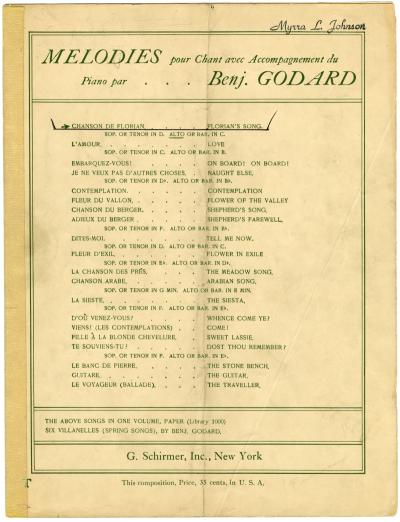 Myrra L. Johnson
MELODIES pour Chant avec Accompagnement du
Piano par . . . Benj. GODARD
CHANSON DE FLORIAN, FLORIAN'S SONG.
SOP. OR TENOR IN D. ALTO OR BAR. IN C.
L'AMOUR, . . . . . . LOVE
SOP. OR TENOR IN C. ALTO OR BAR. IN B.
EMBARQUEZ-VOUS! . . . . ON BOARD! ON BOARD!
JE NE VEUX PAS D'AUTRES CHOSES, . NAUGHT ELSE,
SOP. OR TENOR IN D♭. ALTO OR BAR. IN B♭.
CONTEMPLATION. . . . . CONTEMPLATION
FLEUR DU VALLON, . . . . FLOWER OF THE VALLEY
CHANSON DU BERGER, . . . . SHEPHERD'S SONG,
ADIEUX DU BERGER . . . . SHEPHERD'S FAREWELL,
SOP. OR TENOR IN F. ALTO OR BAR. IN B♭.
DITES-MOI, . . . . . TELL ME NOW,
SOP. OR TENOR IN D. ALTO OR BAR. IN C.
FLEUR D'EXIL, . . . . . FLOWER IN EXILE
SOP. OR TENOR IN E♭. ALTO OR BAR. IN D♭.
LA CHANSON DES PRÉS, . . . . THE MEADOW SONG,
CHANSON ARABE, . . . . . ARABIAN SONG,
SOP. OR TENOR IN G MIN. ALTO OR BAR. IN E MIN.
LA SIESTE, . . . . . . THE SIESTA,
SOP. OR TENOR IN F. ALTO OR BAR. IN E♭.
D'OÙ VENEZ-VOUS? . . . . WHENCE COME YE?
VIENS! (LES CONTEMPLATIONS) . . COME!
FILLE À LA BLONDE CHEVELURE, . . SWEET LASSIE,
TE SOUVIENS-TU? . . . . DOST THOU REMEMBER?
SOP. OR TENOR IN F. ALTO OR BAR. IN E♭.
LE BANC DE PIERRE, . . . . THE STONE BENCH,
GUITARE, . . . . . . THE GUITAR,
LE VOYAGEUR (BALLADE), . . . THE TRAVELLER,
THE ABOVE SONGS IN ONE VOLUME, PAPER (Library 1000)
SIX VILLANELLES (SPRING SONGS), BY BENJ. GODARD,
G. Schirmer, Inc., New York
This composition, Price, 35 cents, in U. S. A.